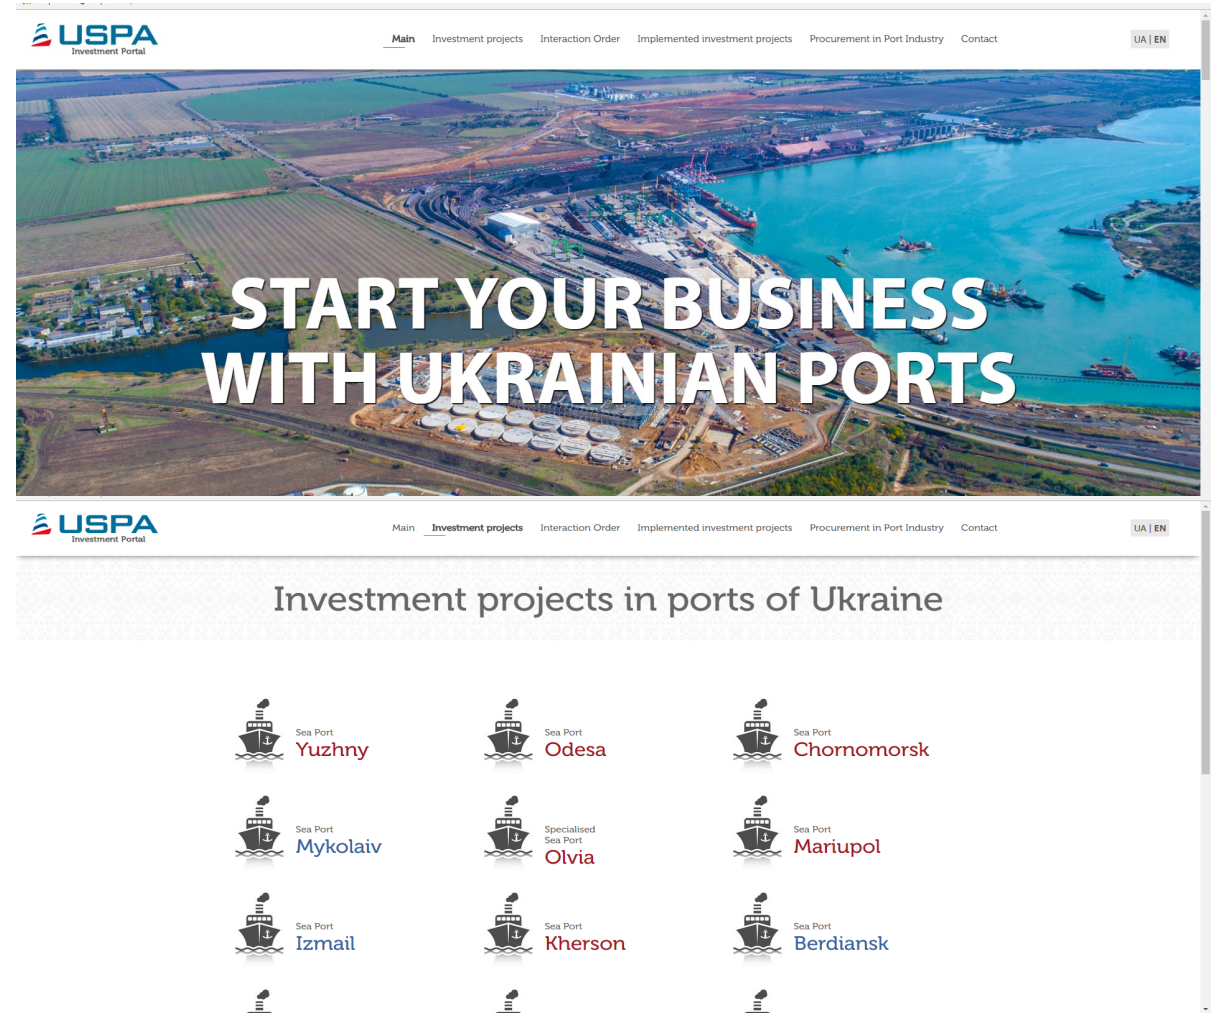 USPA
Investment Portal
Main Investment projects Interaction Order Implemented investment projects Procurement in Port Industry Contact
UA | EN
START YOUR BUSINESS
WITH UKRAINIAN PORTS
USPA
Investment Portal
Main Investment projects Interaction Order Implemented investment projects Procurement in Port Industry Contact
UA | EN
Investment projects in ports of Ukraine
Sea Port
Yuzhny
Sea Port
Odesa
Sea Port
Chornomorsk
Sea Port
Mykolaiv
Specialised
Sea Port
Olvia
Sea Port
Mariupol
Sea Port
Izmail
Sea Port
Kherson
Sea Port
Berdiansk